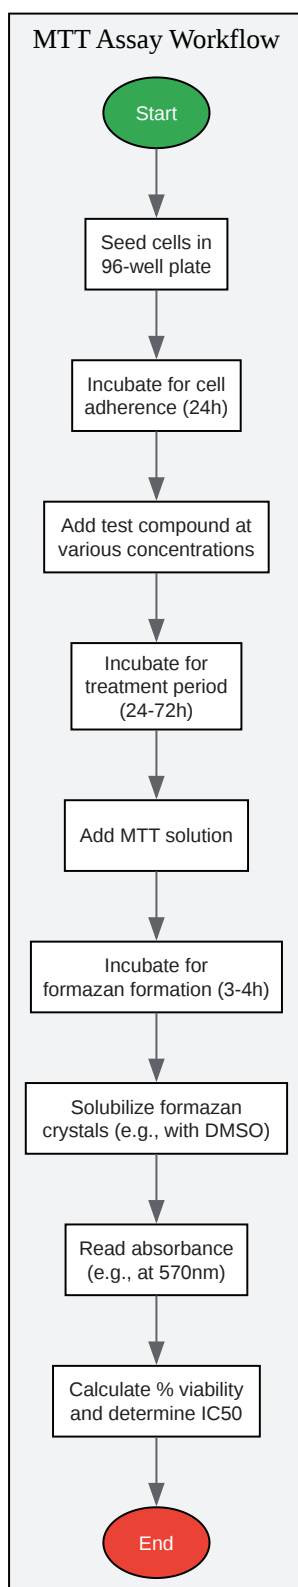 MTT Assay Workflow
Start
Seed cells in
96-well plate
Incubate for cell
adherence (24h)
Add test compound at
various concentrations
Incubate for
treatment period
(24-72h)
Add MTT solution
Incubate for
formazan formation (3-4h)
Solubilize formazan
crystals (e.g., with DMSO)
Read absorbance
(e.g., at 570nm)
Calculate % viability
and determine IC50
End